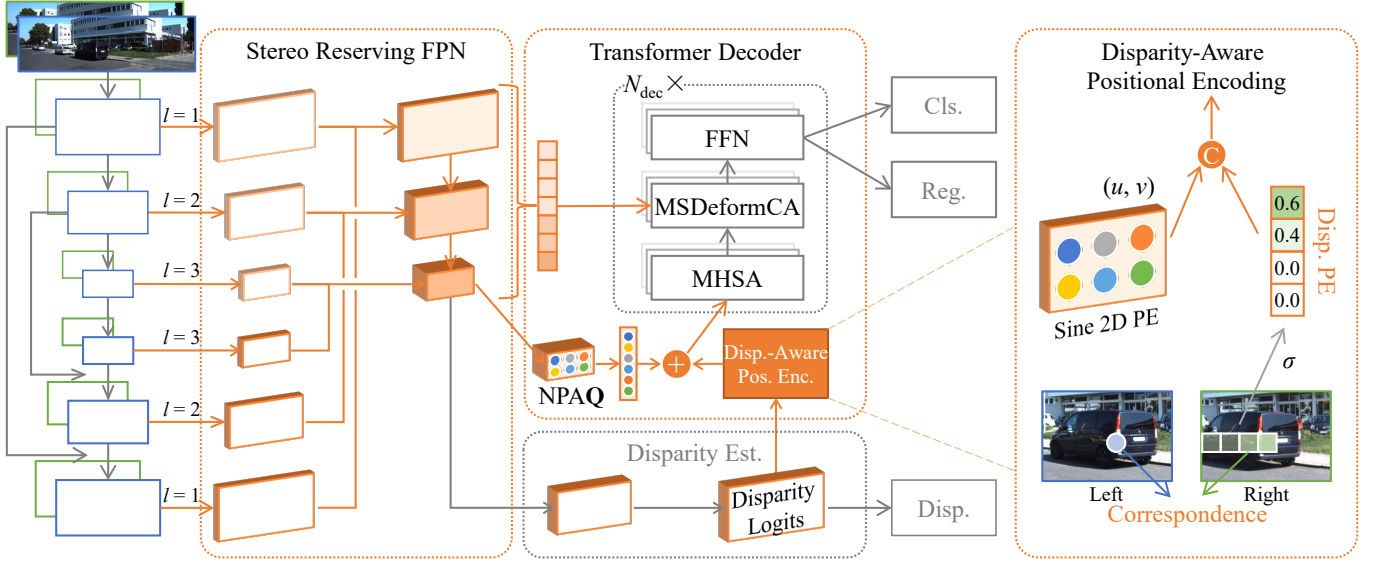 Stereo Reserving FPN
l = 1
l = 2
l = 3
l = 3
l = 2
l = 1
Transformer Decoder
N_dec ×
FFN
MSDeformCA
MHSA
NPAQ
+
Disp.-Aware
Pos. Enc.
Cls.
Reg.
Disparity Est.
Disparity
Logits
Disp.
Disparity-Aware
Positional Encoding
C
(u, v)
Sine 2D PE
0.6
0.4
0.0
0.0
Disp. PE
σ
Left
Right
Correspondence